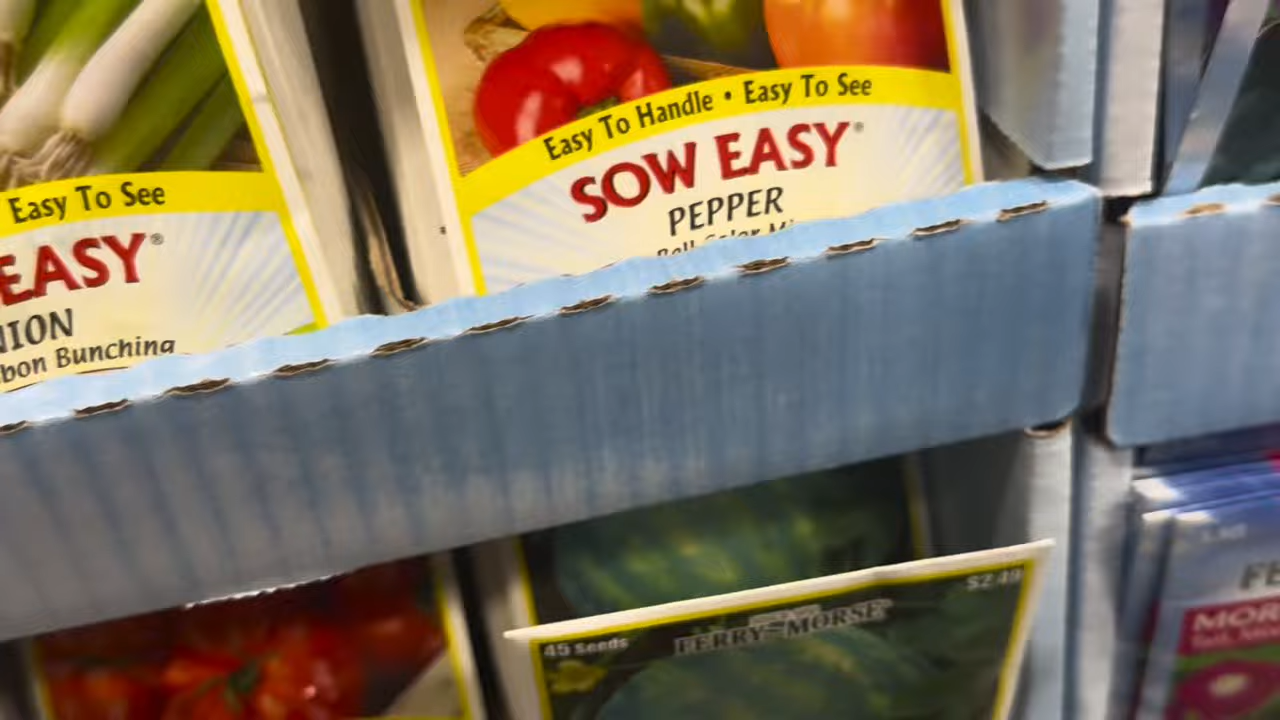 Easy To Handle • Easy To See
SOW EASY®
PEPPER
Easy To See
EASY®
NION
bon Bunching
45 Seeds
FERRY-MORSE®
$2.49
MOR